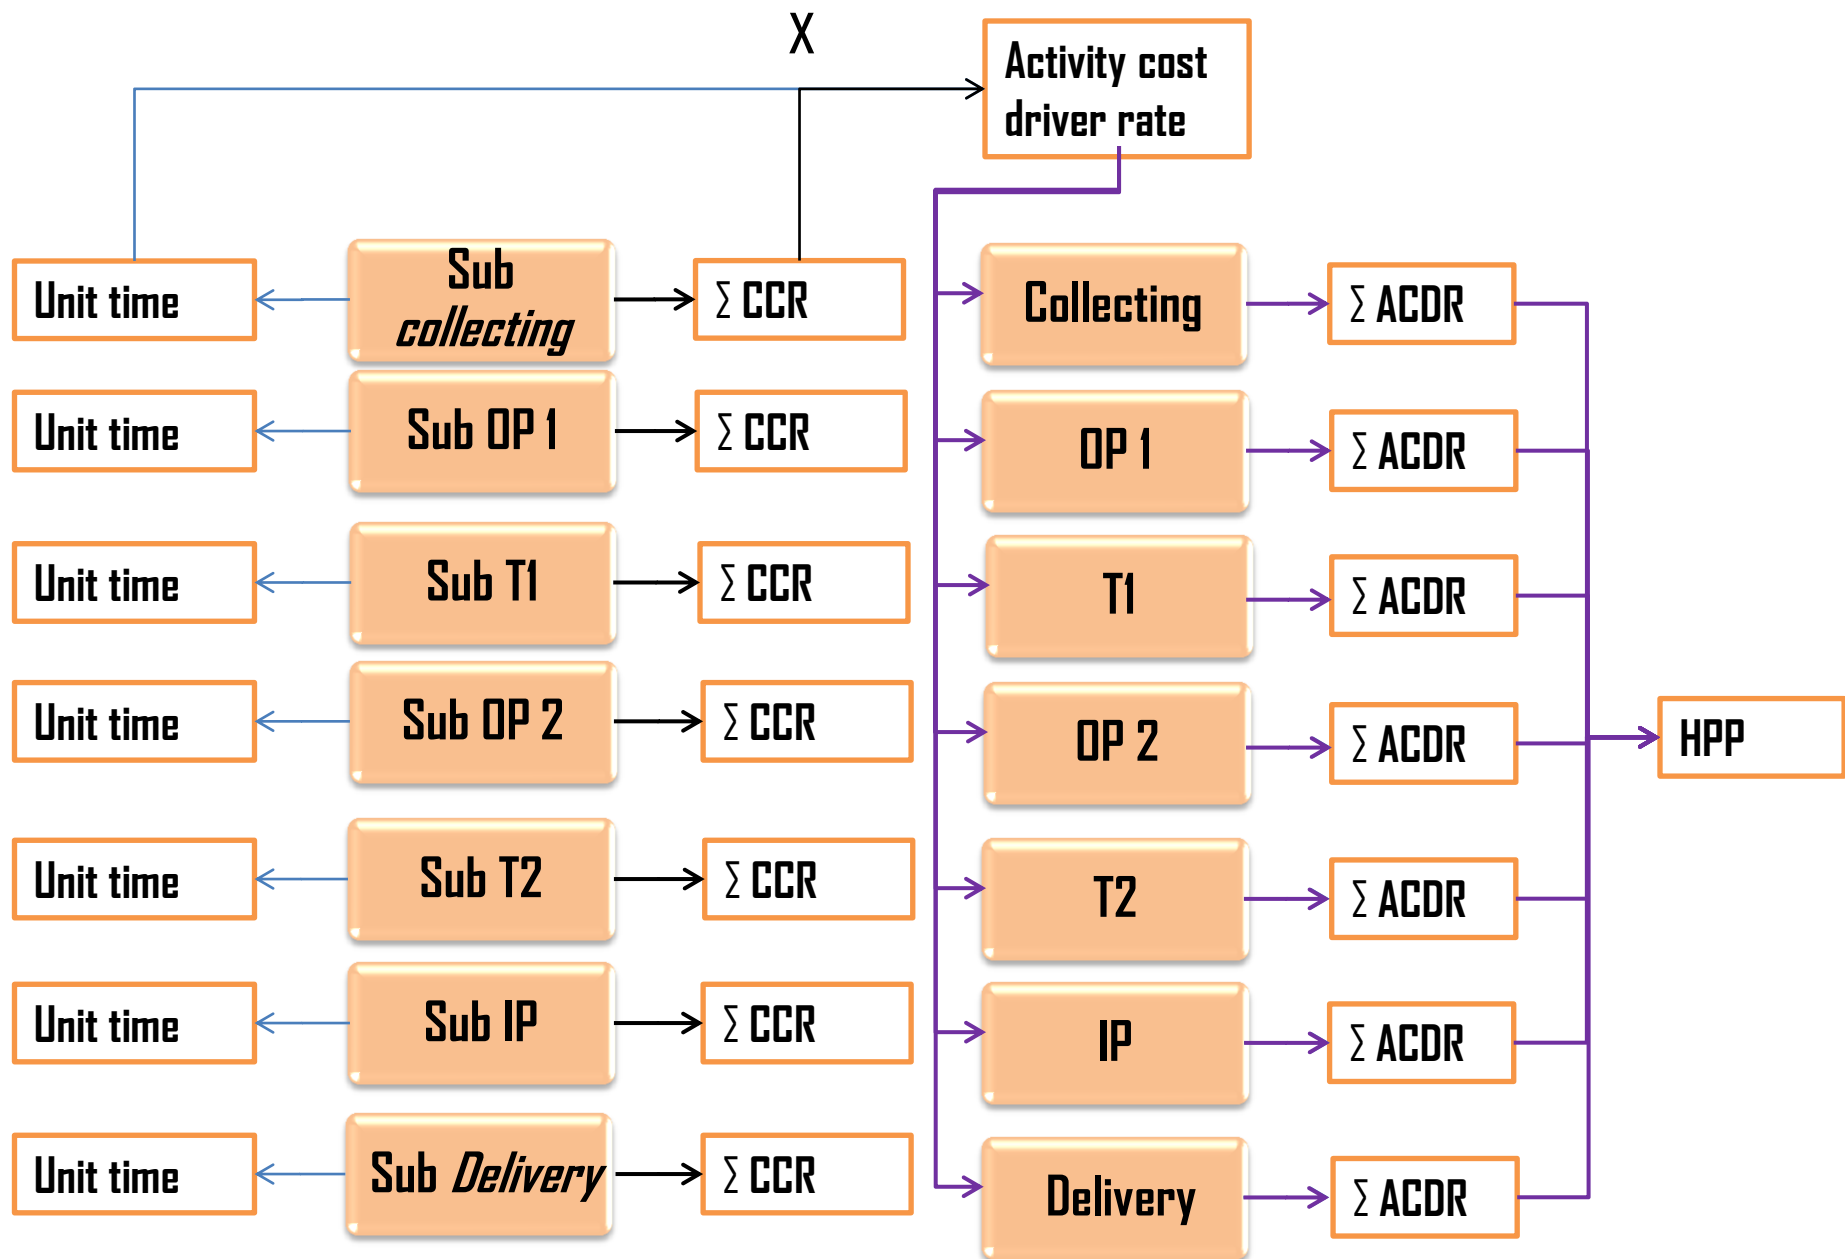 X
Activity cost
driver rate
Unit time
Sub
collecting
∑ CCR
Collecting
∑ ACDR
Unit time
Sub OP 1
∑ CCR
OP 1
∑ ACDR
Unit time
Sub T1
∑ CCR
T1
∑ ACDR
Unit time
Sub OP 2
∑ CCR
OP 2
∑ ACDR
HPP
Unit time
Sub T2
∑ CCR
T2
∑ ACDR
Unit time
Sub IP
∑ CCR
IP
∑ ACDR
Unit time
Sub Delivery
∑ CCR
Delivery
∑ ACDR